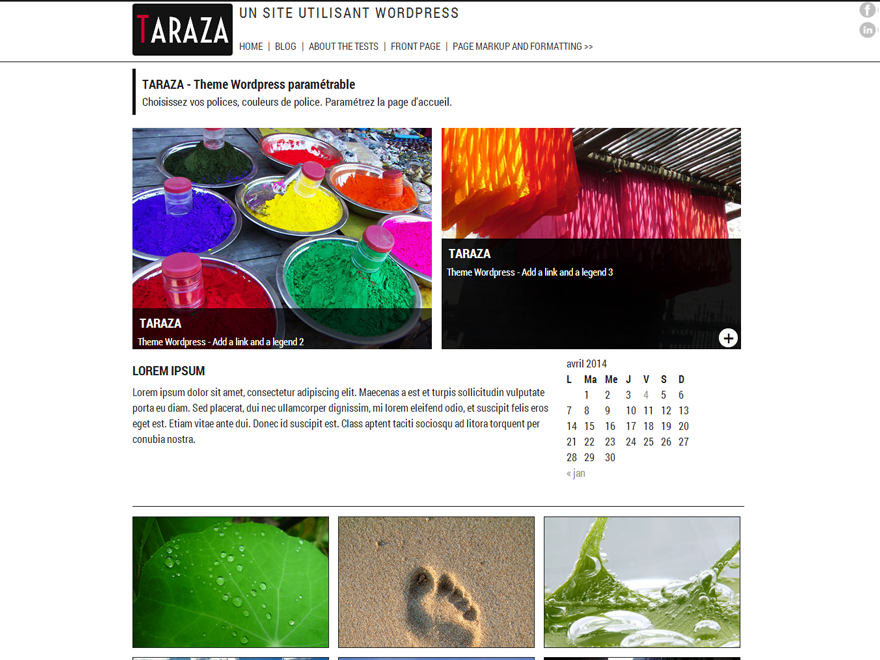 TARAZA
UN SITE UTILISANT WORDPRESS
HOME | BLOG | ABOUT THE TESTS | FRONT PAGE | PAGE MARKUP AND FORMATTING >>
f
in
TARAZA - Theme Wordpress paramétrable
Choisissez vos polices, couleurs de police. Paramétrez la page d'accueil.
TARAZA
Theme Wordpress - Add a link and a legend 2
TARAZA
Theme Wordpress - Add a link and a legend 3
LOREM IPSUM
Lorem ipsum dolor sit amet, consectetur adipiscing elit. Maecenas a est et turpis sollicitudin vulputate
porta eu diam. Sed placerat, dui nec ullamcorper dignissim, mi lorem eleifend odio, et suscipit felis eros
eget est. Etiam vitae ante dui. Donec id suscipit est. Class aptent taciti sociosqu ad litora torquent per
conubia nostra.
avril 2014
L Ma Me J V S D
1 2 3 4 5 6
7 8 9 10 11 12 13
14 15 16 17 18 19 20
21 22 23 24 25 26 27
28 29 30
« jan